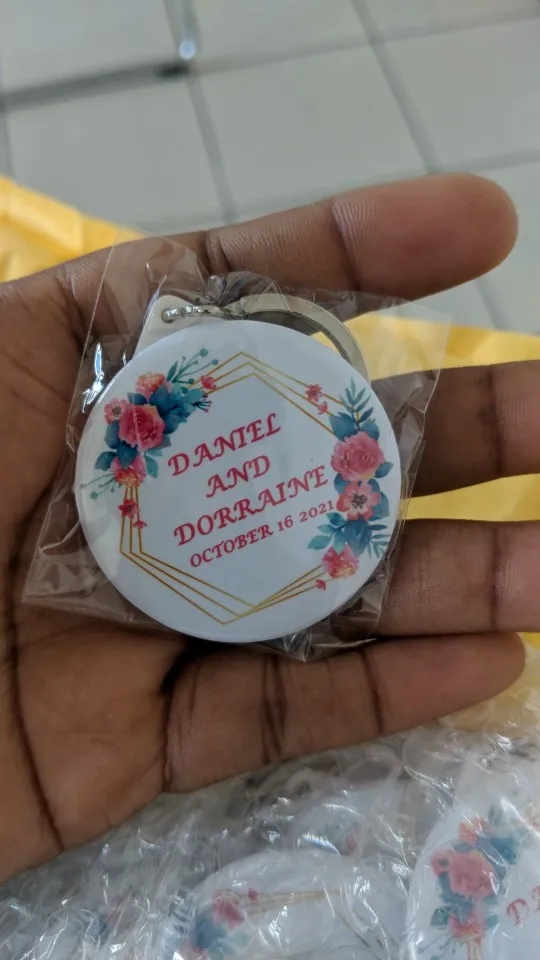 DANIEL
AND
DORRAINE
OCTOBER 16 2021